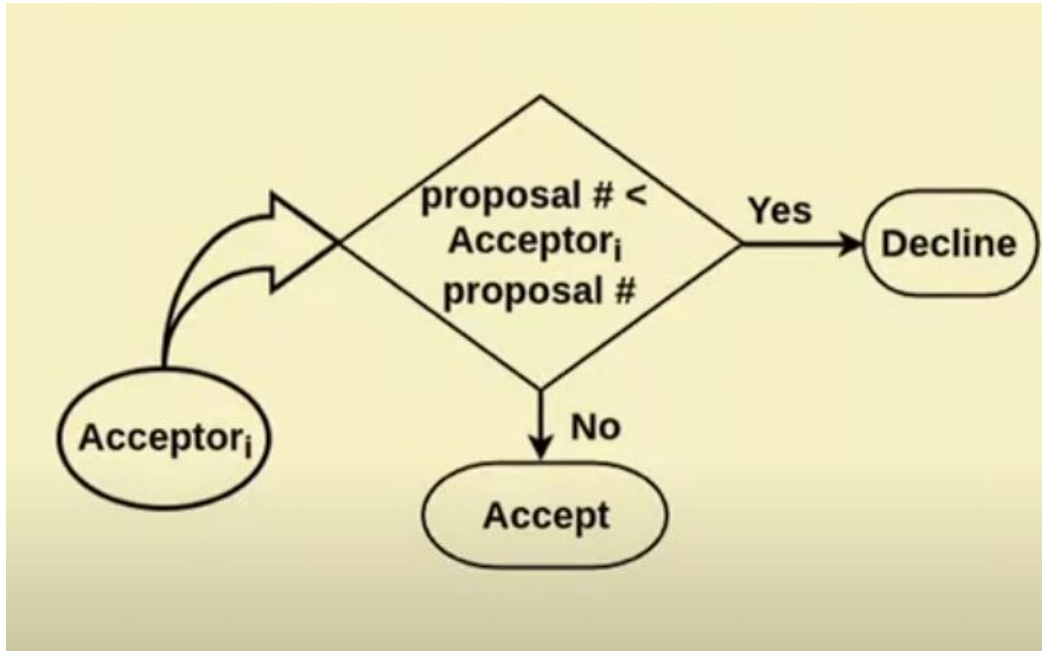 proposal # <
Acceptorᵢ
proposal #
Yes
Decline
Acceptorᵢ
No
Accept